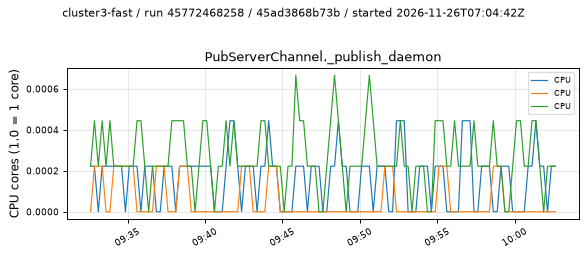 cluster3-fast / run 45772468258 / 45ad3868b73b / started 2026-11-26T07:04:42Z
PubServerChannel._publish_daemon
CPU
CPU
CPU
CPU cores (1.0 = 1 core)
0.0006
0.0004
0.0002
0.0000
09:35
09:40
09:45
09:50
09:55
10:00